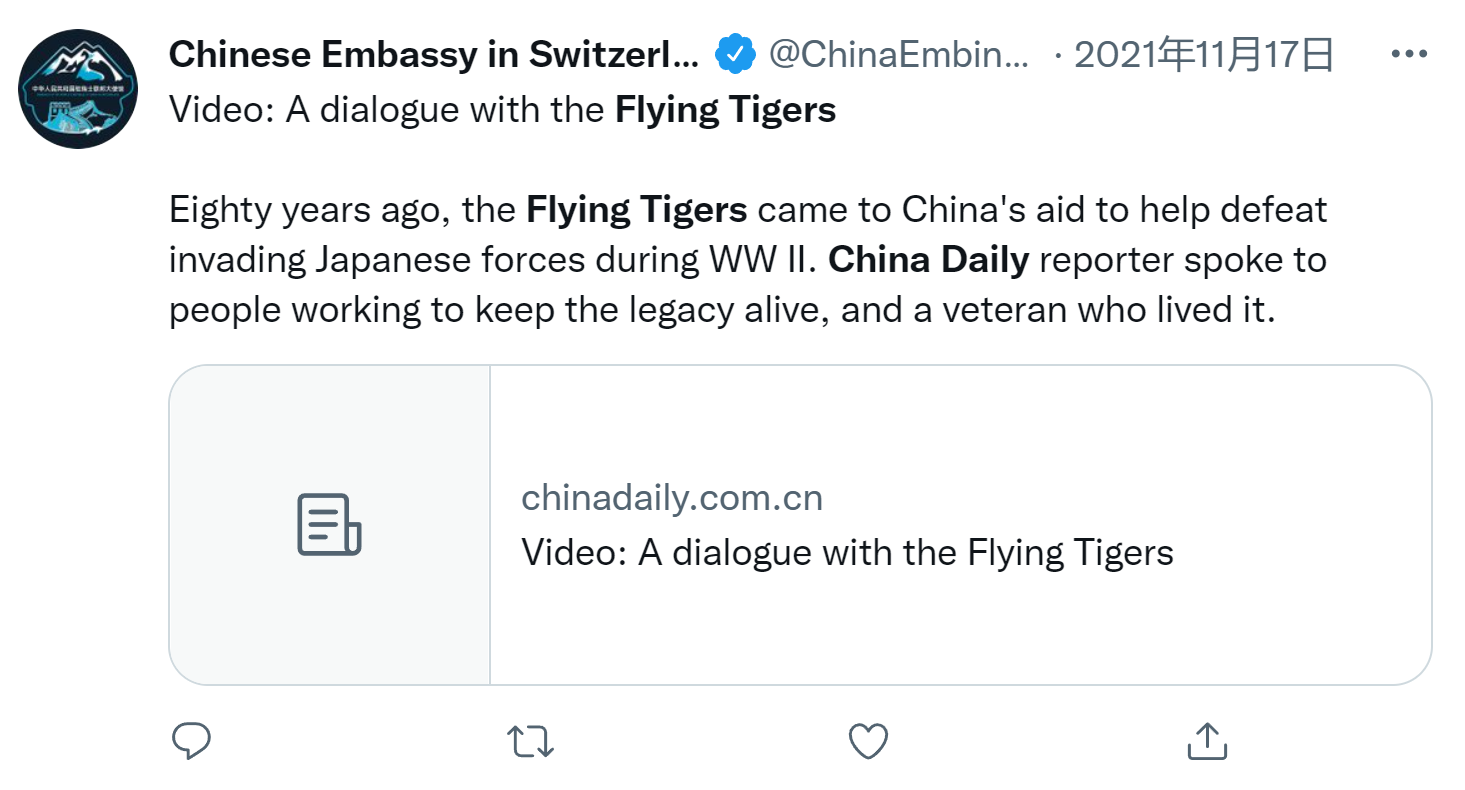 Chinese Embassy in Switzerl... @ChinaEmbin... · 2021年11月17日
Video: A dialogue with the Flying Tigers
Eighty years ago, the Flying Tigers came to China's aid to help defeat
invading Japanese forces during WW II. China Daily reporter spoke to
people working to keep the legacy alive, and a veteran who lived it.
chinadaily.com.cn
Video: A dialogue with the Flying Tigers